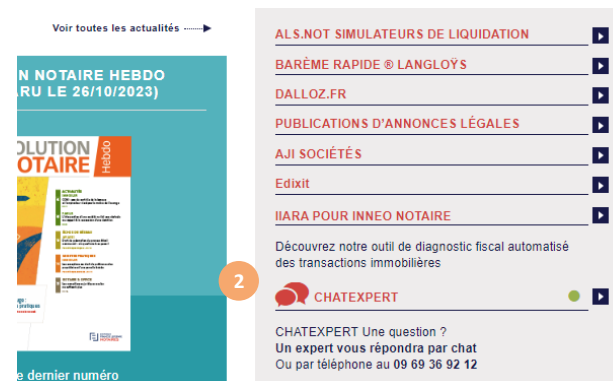 Voir toutes les actualités
N NOTAIRE HEBDO
ARU LE 26/10/2023)
OLUTION
OTAIRE
Hebdo
e dernier numéro
ALS.NOT SIMULATEURS DE LIQUIDATION
BARÈME RAPIDE ® LANGLOŸS
DALLOZ.FR
PUBLICATIONS D'ANNONCES LÉGALES
AJI SOCIÉTÉS
Edixit
IIARA POUR INNEO NOTAIRE
Découvrez notre outil de diagnostic fiscal automatisé
des transactions immobilières
2
CHATEXPERT
CHATEXPERT Une question ?
Un expert vous répondra par chat
Ou par téléphone au 09 69 36 92 12